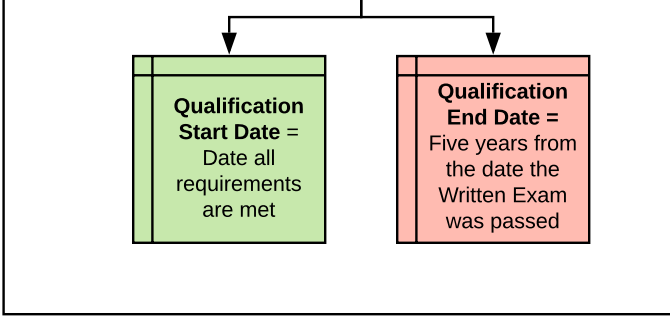 Qualification
Start Date =
Date all
requirements
are met
Qualification
End Date =
Five years from
the date the
Written Exam
was passed